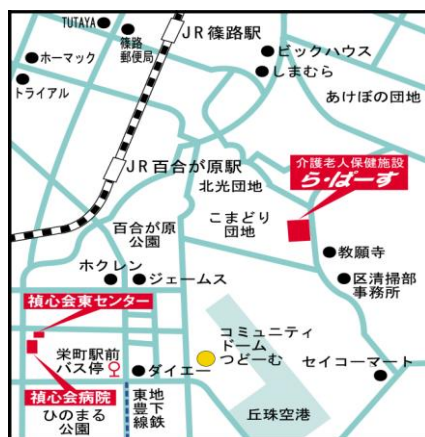 TUTAYA
篠路
郵便局
JR篠路駅
ホーマック
トライアル
ビックハウス
しまむら
あけぼの団地
JR百合が原駅
北光団地
介護老人保健施設
ら・ぱーす
百合が原
公園
こまどり
団地
教願寺
区清掃部
事務所
ホクレン
ジェームス
禎心会東センター
栄町駅前
バス停
コミュニティ
ドーム
つどーむ
ダイエー
セイコーマート
禎心会病院
ひのまる
公園
東豊線
地下鉄
丘珠空港